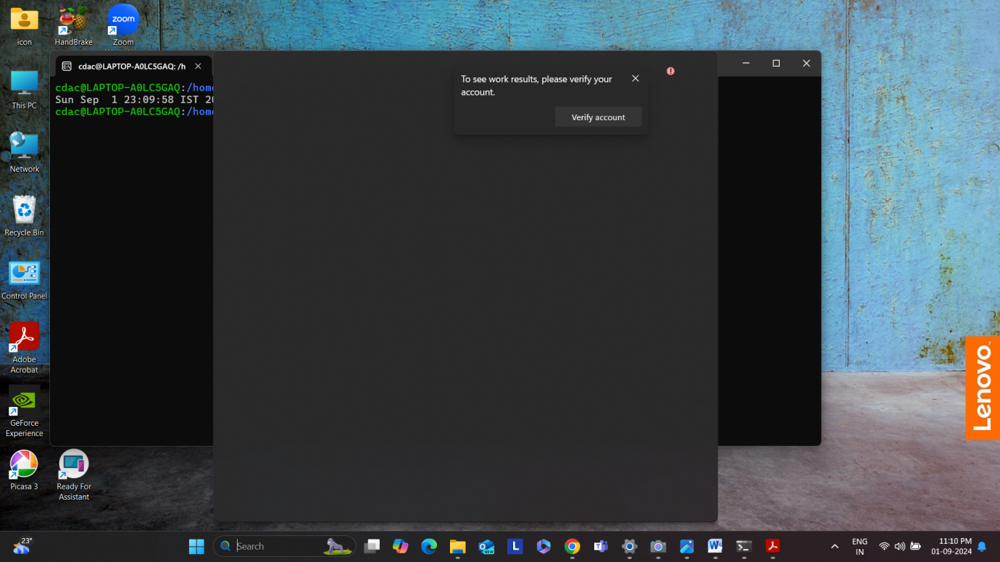 icon
HandBrake
zoom
Zoom
cdac@LAPTOP-A0LC5GAQ: /h
cdac@LAPTOP-A0LC5GAQ:/home
Sun Sep  1 23:09:58 IST 20
cdac@LAPTOP-A0LC5GAQ:/home
To see work results, please verify your
account.
Verify account
This PC
Network
Recycle Bin
Control Panel
Adobe
Acrobat
GeForce
Experience
Picasa 3
Ready For
Assistant
Lenovo
23°
Search
NEW
L
ENG
IN
11:10 PM
01-09-2024